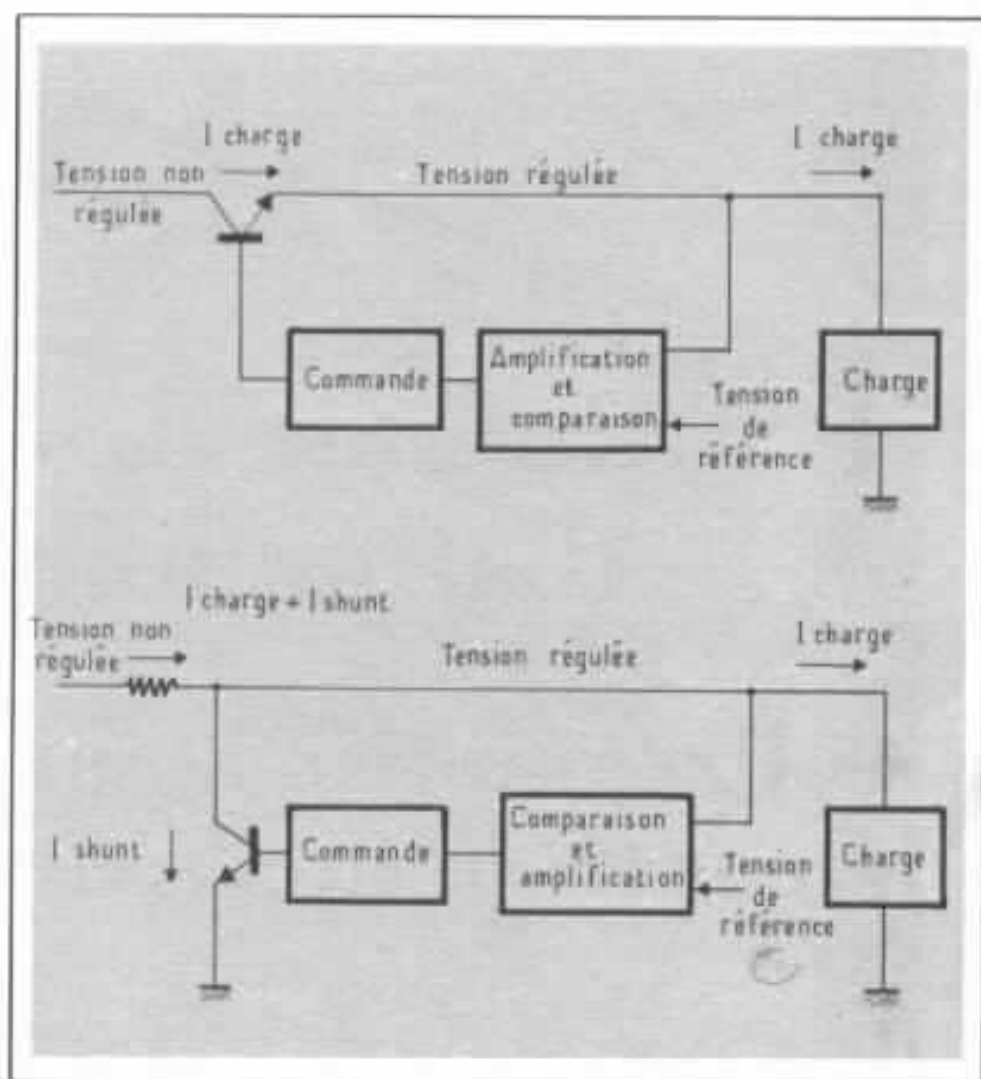 I charge
I charge
Tension non
régulée
Tension régulée
Commande
Amplification
et
comparaison
Tension
de
référence
Charge
I charge + I shunt
Tension non
régulée
Tension régulée
I charge
I shunt
Commande
Comparaison
et
amplification
Tension
de
référence
Charge